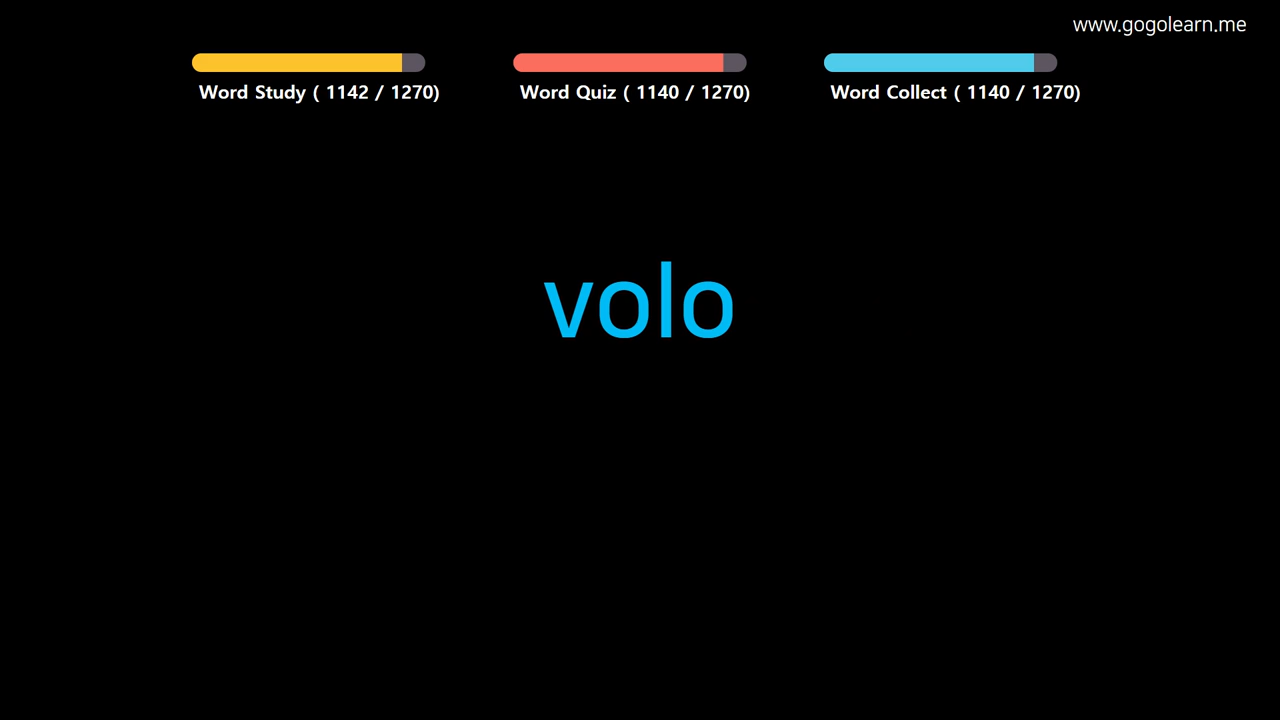 www.gogolearn.me
Word Study ( 1142 / 1270)
Word Quiz ( 1140 / 1270)
Word Collect ( 1140 / 1270)
volo